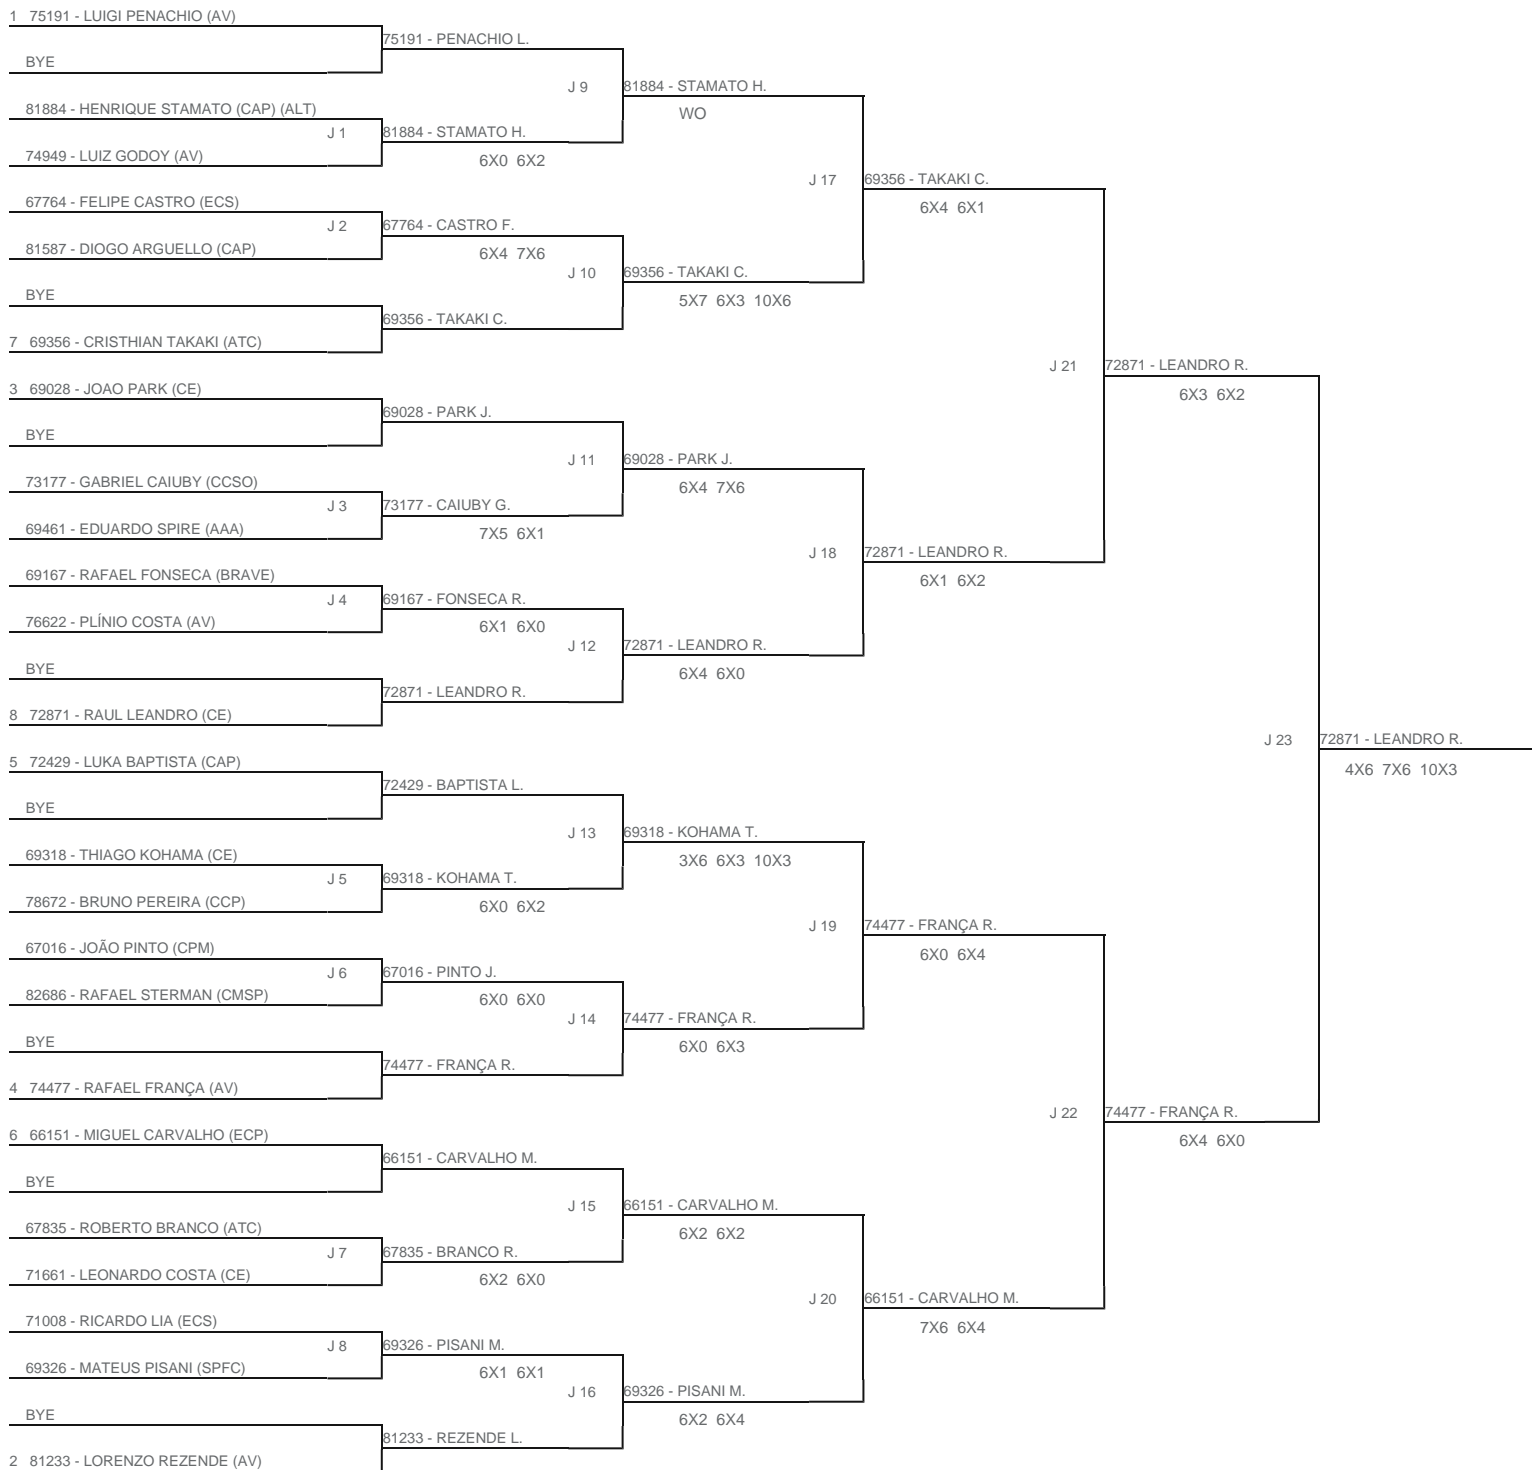 1 75191 - LUIGI PENACHIO (AV)
75191 - PENACHIO L.
BYE
J 9
81884 - STAMATO H.
WO
81884 - HENRIQUE STAMATO (CAP) (ALT)
J 1
81884 - STAMATO H.
6X0 6X2
74949 - LUIZ GODOY (AV)
J 17
69356 - TAKAKI C.
6X4 6X1
67764 - FELIPE CASTRO (ECS)
J 2
67764 - CASTRO F.
6X4 7X6
81587 - DIOGO ARGUELLO (CAP)
J 10
69356 - TAKAKI C.
5X7 6X3 10X6
BYE
69356 - TAKAKI C.
7 69356 - CRISTHIAN TAKAKI (ATC)
J 21
72871 - LEANDRO R.
6X3 6X2
3 69028 - JOAO PARK (CE)
69028 - PARK J.
BYE
J 11
69028 - PARK J.
6X4 7X6
73177 - GABRIEL CAIUBY (CCSO)
J 3
73177 - CAIUBY G.
7X5 6X1
69461 - EDUARDO SPIRE (AAA)
J 18
72871 - LEANDRO R.
6X1 6X2
69167 - RAFAEL FONSECA (BRAVE)
J 4
69167 - FONSECA R.
6X1 6X0
76622 - PLÍNIO COSTA (AV)
J 12
72871 - LEANDRO R.
6X4 6X0
BYE
72871 - LEANDRO R.
8 72871 - RAUL LEANDRO (CE)
J 23
72871 - LEANDRO R.
4X6 7X6 10X3
5 72429 - LUKA BAPTISTA (CAP)
72429 - BAPTISTA L.
BYE
J 13
69318 - KOHAMA T.
3X6 6X3 10X3
69318 - THIAGO KOHAMA (CE)
J 5
69318 - KOHAMA T.
6X0 6X2
78672 - BRUNO PEREIRA (CCP)
J 19
74477 - FRANÇA R.
6X0 6X4
67016 - JOÃO PINTO (CPM)
J 6
67016 - PINTO J.
6X0 6X0
82686 - RAFAEL STERMAN (CMSP)
J 14
74477 - FRANÇA R.
6X0 6X3
BYE
74477 - FRANÇA R.
4 74477 - RAFAEL FRANÇA (AV)
J 22
74477 - FRANÇA R.
6X4 6X0
6 66151 - MIGUEL CARVALHO (ECP)
66151 - CARVALHO M.
BYE
J 15
66151 - CARVALHO M.
6X2 6X2
67835 - ROBERTO BRANCO (ATC)
J 7
67835 - BRANCO R.
6X2 6X0
71661 - LEONARDO COSTA (CE)
J 20
66151 - CARVALHO M.
7X6 6X4
71008 - RICARDO LIA (ECS)
J 8
69326 - PISANI M.
6X1 6X1
69326 - MATEUS PISANI (SPFC)
J 16
69326 - PISANI M.
6X2 6X4
BYE
81233 - REZENDE L.
2 81233 - LORENZO REZENDE (AV)